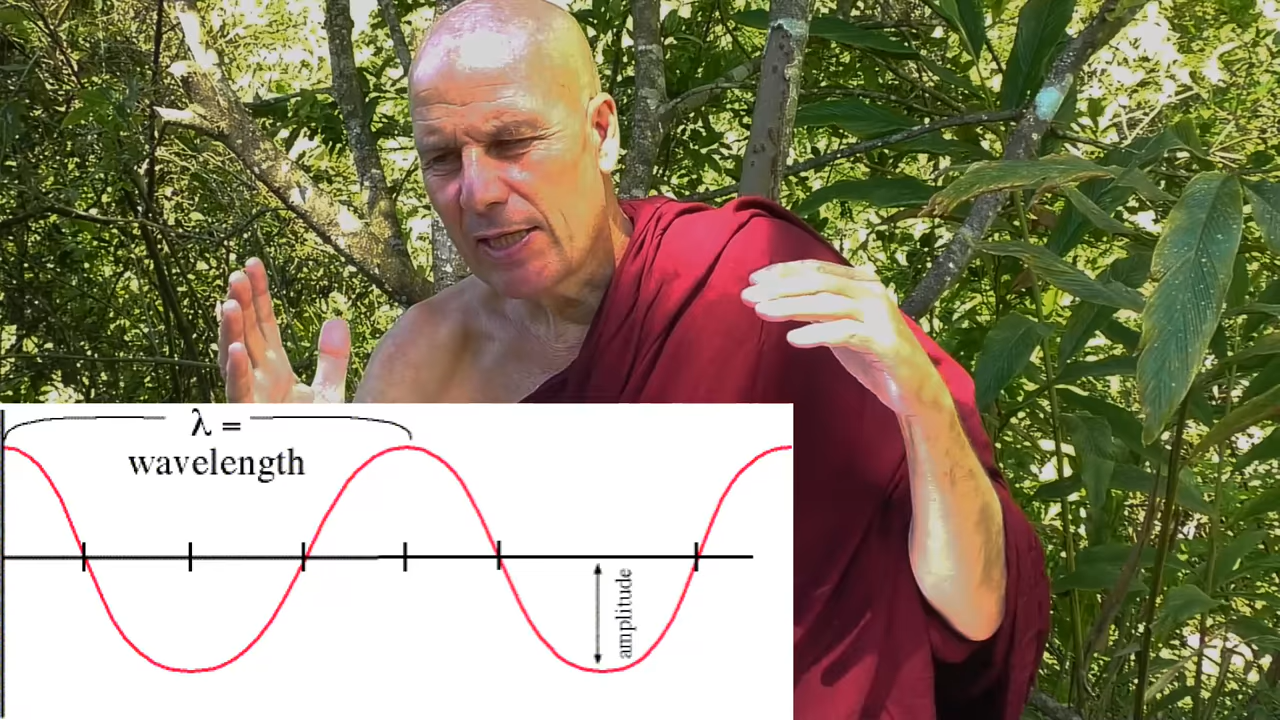 λ =
wavelength
amplitude